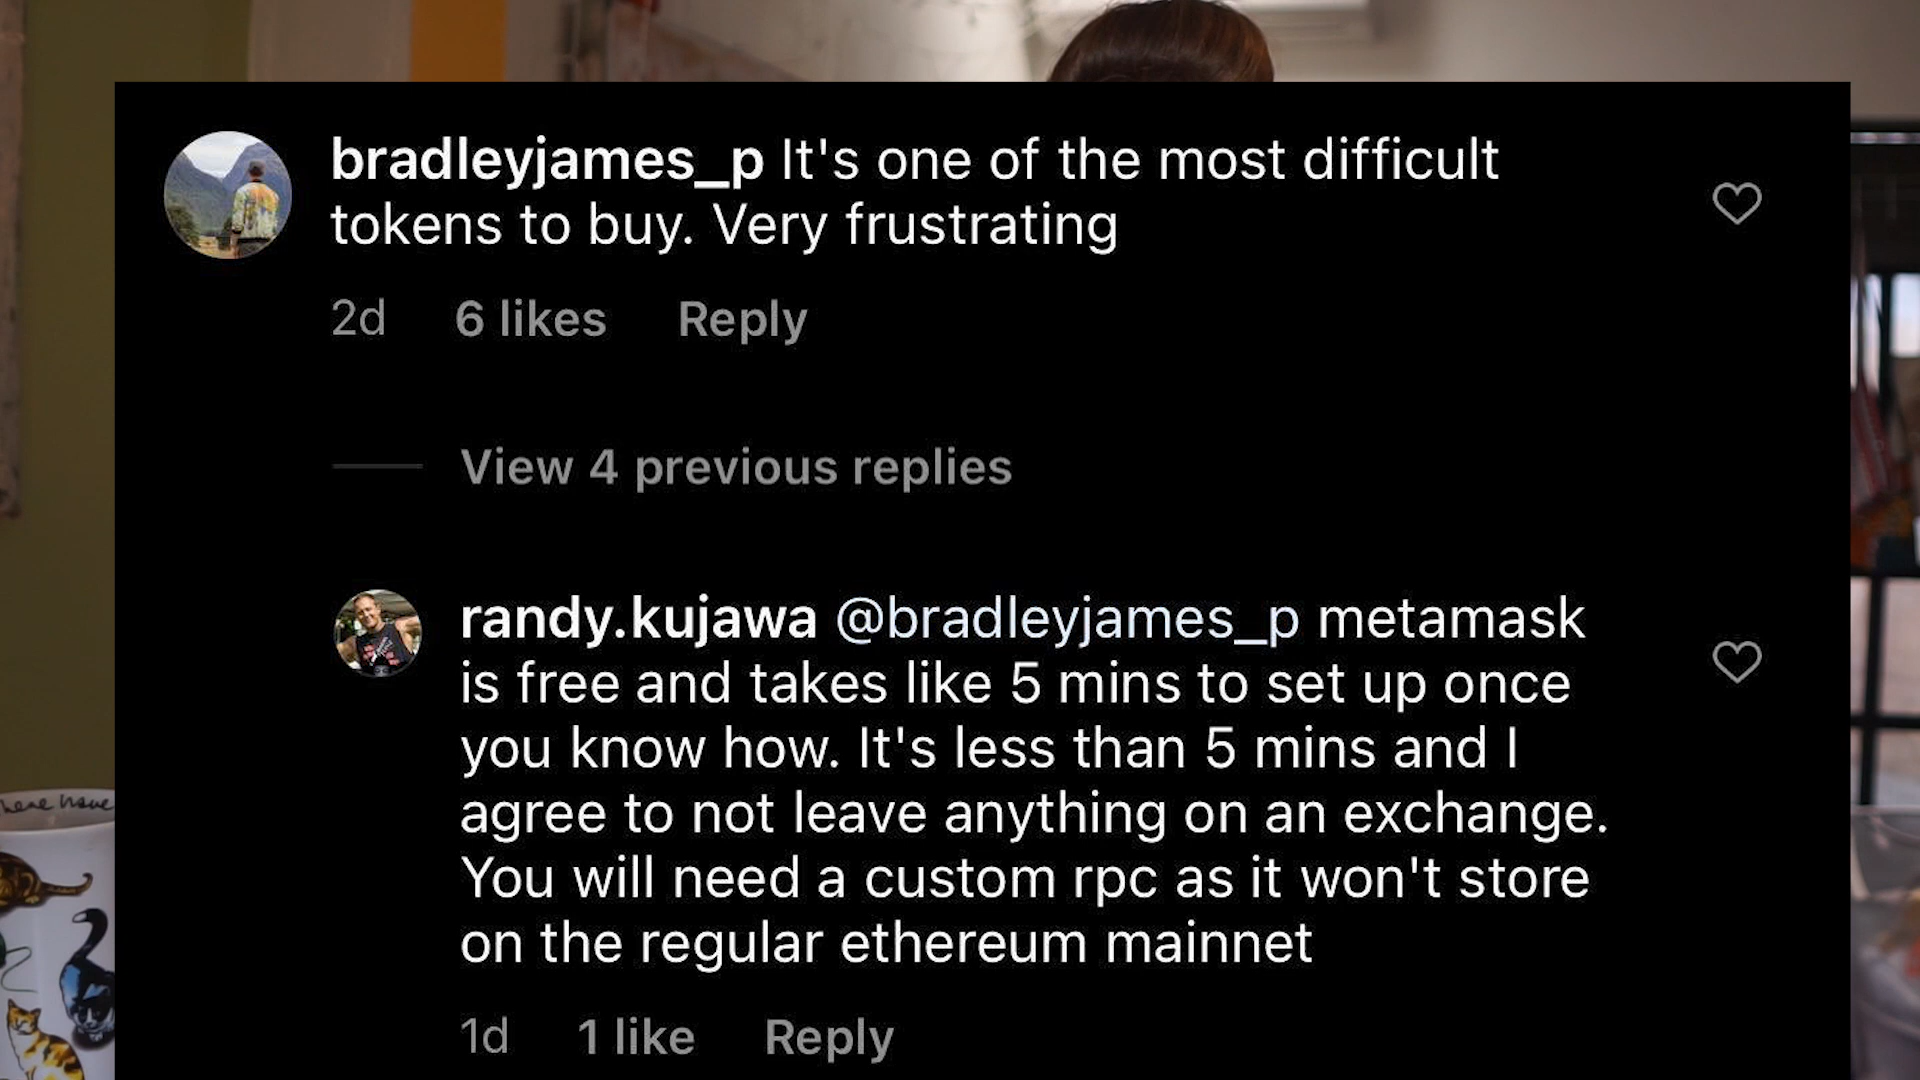 bradleyjames_p It's one of the most difficult
tokens to buy. Very frustrating
2d 6 likes Reply
View 4 previous replies
randy.kujawa @bradleyjames_p metamask
is free and takes like 5 mins to set up once
you know how. It's less than 5 mins and I
agree to not leave anything on an exchange.
You will need a custom rpc as it won't store
on the regular ethereum mainnet
1d 1 like Reply
here have